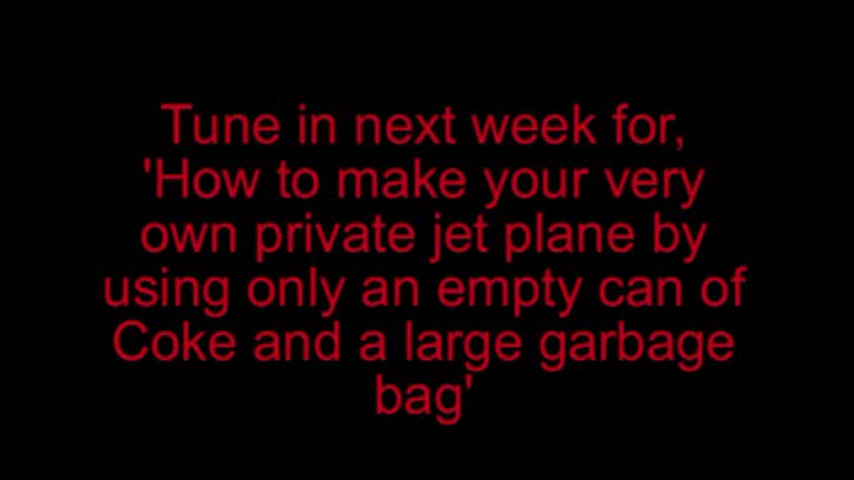 Tune in next week for,
'How to make your very
own private jet plane by
using only an empty can of
Coke and a large garbage
bag'